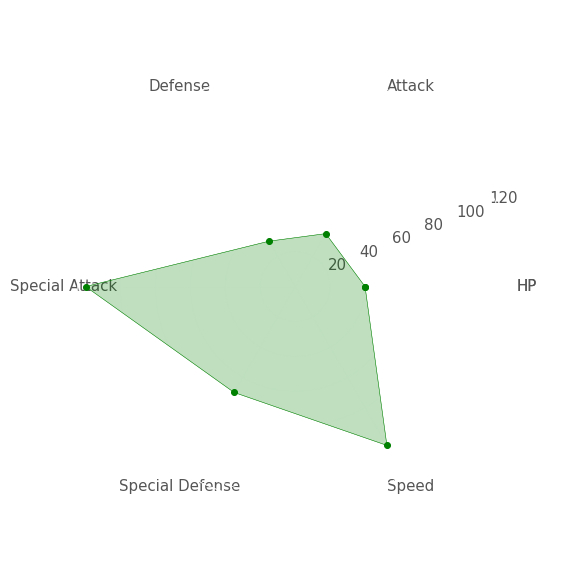 Defense
Attack
120
100
80
60
40
20
Special Attack
HP
Special Defense
Speed